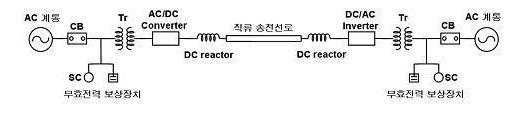 AC 계통
CB
Tr
AC/DC
Converter
직류 송전선로
DC/AC
Inverter
Tr
CB
AC 계통
DC reactor
DC reactor
SC
SC
무효전력 보상장치
무효전력 보상장치